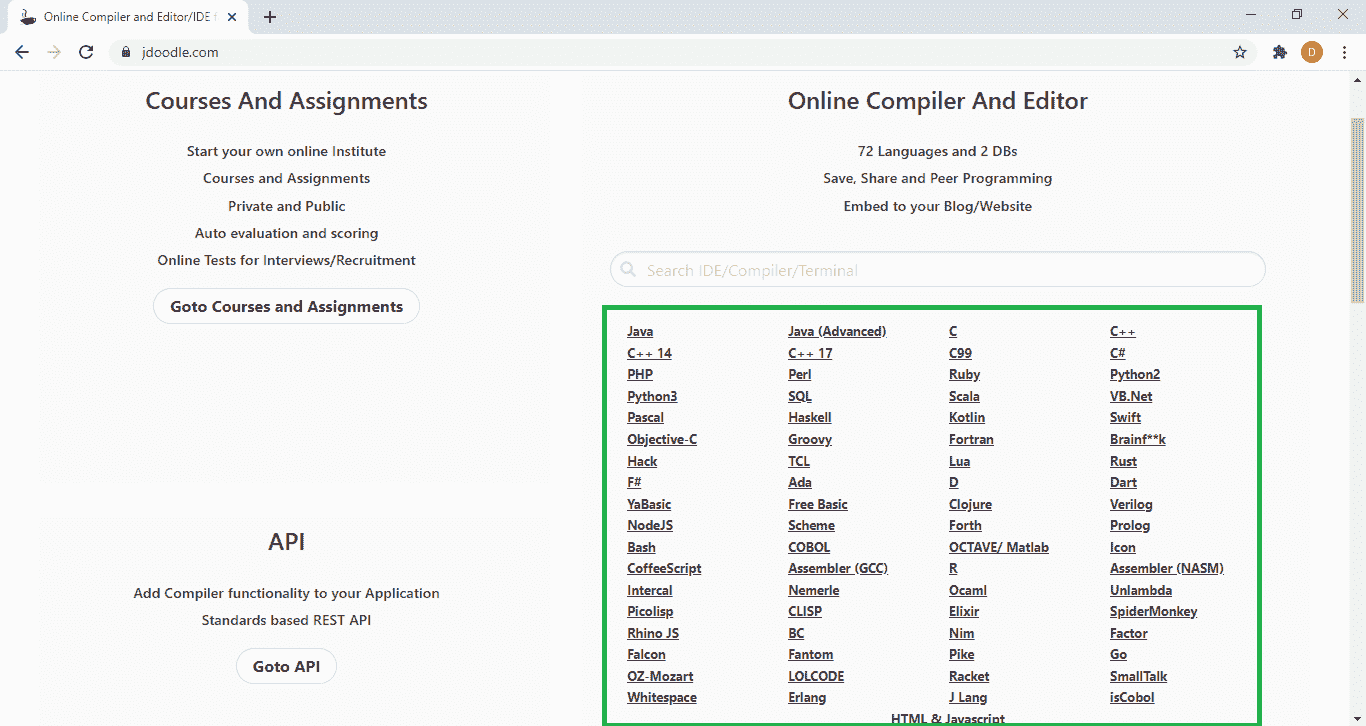 Online Compiler and Editor/IDE f
jdoodle.com
D
Courses And Assignments
Start your own online Institute
Courses and Assignments
Private and Public
Auto evaluation and scoring
Online Tests for Interviews/Recruitment
Goto Courses and Assignments
API
Add Compiler functionality to your Application
Standards based REST API
Goto API
Online Compiler And Editor
72 Languages and 2 DBs
Save, Share and Peer Programming
Embed to your Blog/Website
Search IDE/Compiler/Terminal
Java Java (Advanced) C C++
C++ 14 C++ 17 C99 C#
PHP Perl Ruby Python2
Python3 SQL Scala VB.Net
Pascal Haskell Kotlin Swift
Objective-C Groovy Fortran Brainf**k
Hack TCL Lua Rust
F# Ada D Dart
YaBasic Free Basic Clojure Verilog
NodeJS Scheme Forth Prolog
Bash COBOL OCTAVE/ Matlab Icon
CoffeeScript Assembler (GCC) R Assembler (NASM)
Intercal Nemerle Ocaml Unlambda
Picolisp CLISP Elixir SpiderMonkey
Rhino JS BC Nim Factor
Falcon Fantom Pike Go
OZ-Mozart LOLCODE Racket SmallTalk
Whitespace Erlang J Lang isCobol
HTML & Javascript